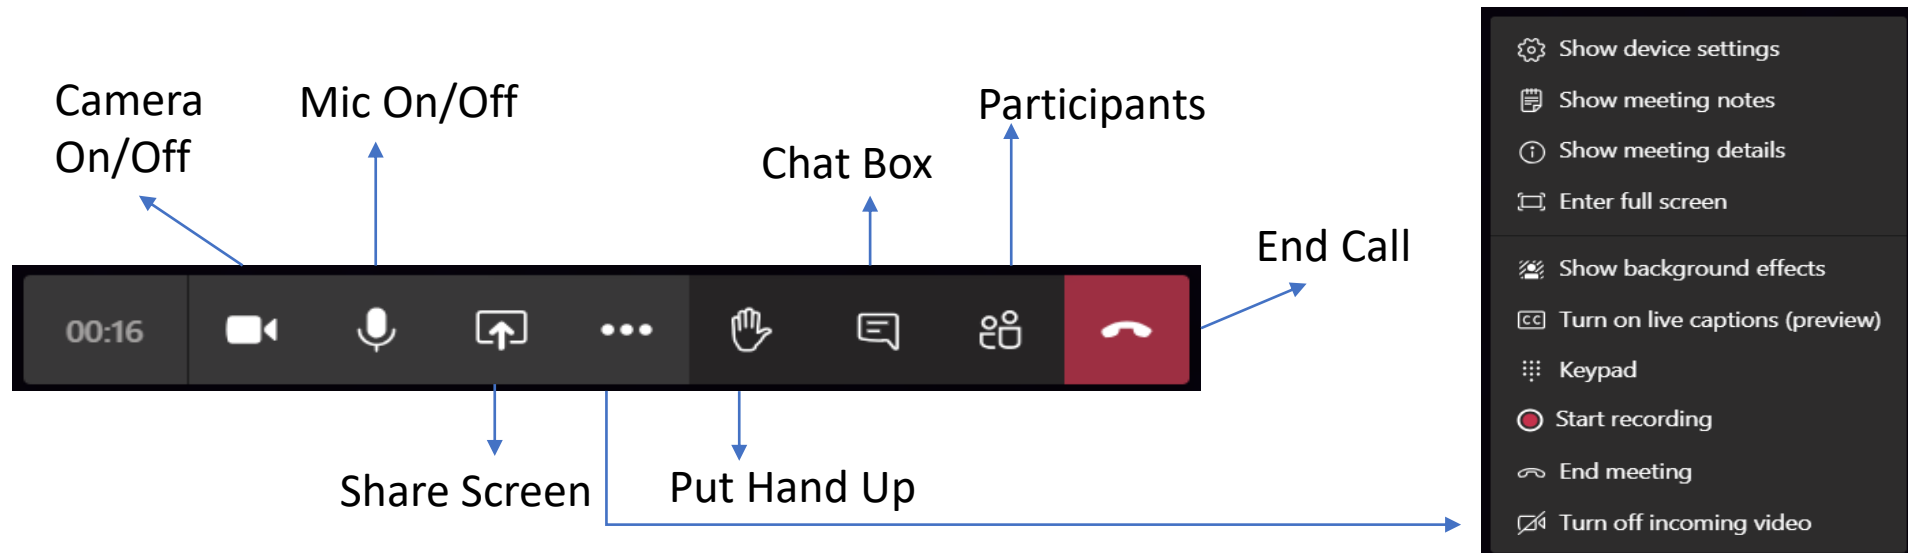 Camera
On/Off
Mic On/Off
Chat Box
Participants
End Call
00:16
Share Screen
Put Hand Up
Show device settings
Show meeting notes
Show meeting details
Enter full screen
Show background effects
CC Turn on live captions (preview)
Keypad
Start recording
End meeting
Turn off incoming video